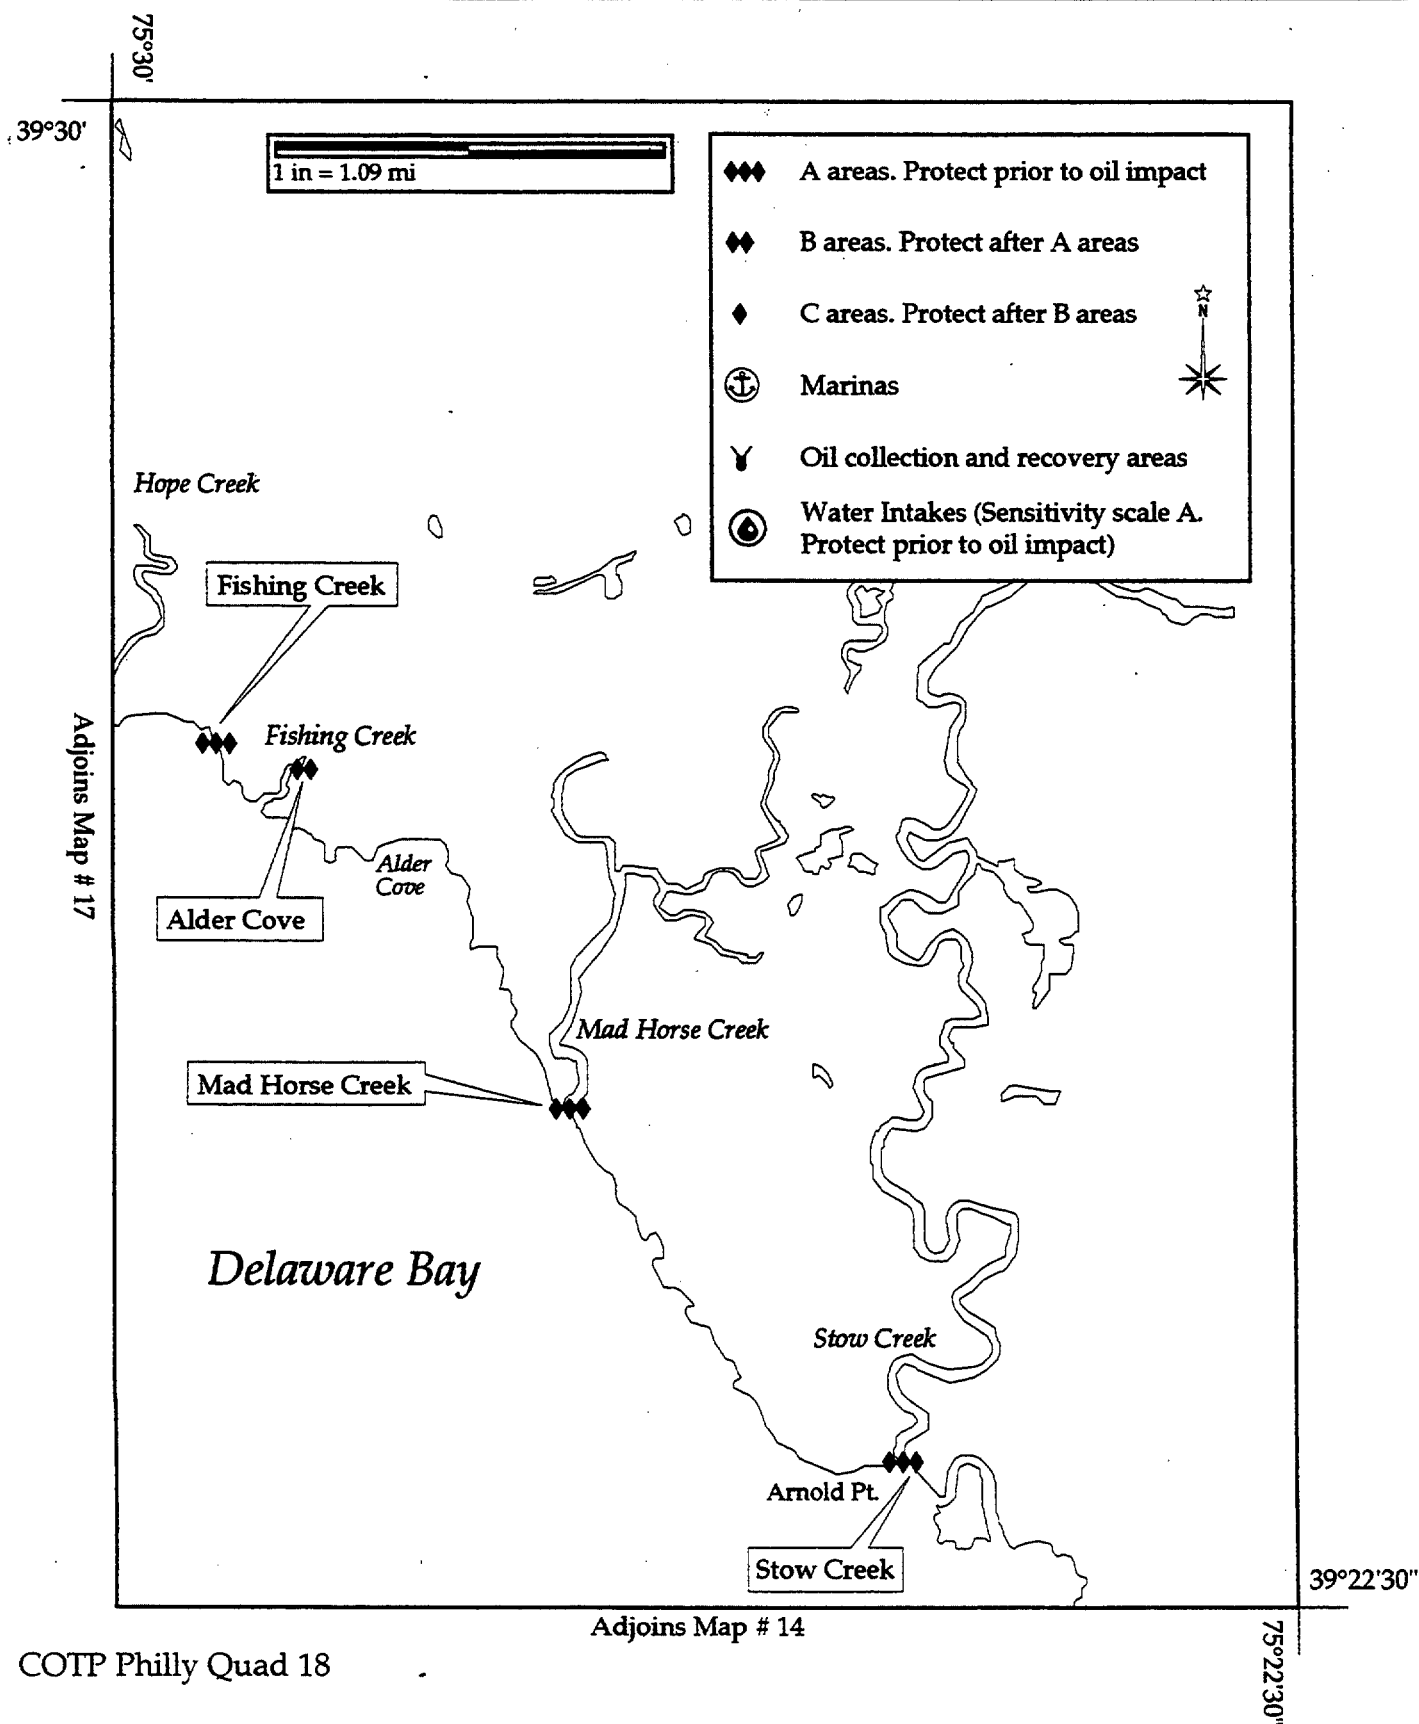 75°30'
39°30'
1 in = 1.09 mi
A areas. Protect prior to oil impact
B areas. Protect after A areas
C areas. Protect after B areas
N
Marinas
Oil collection and recovery areas
Water Intakes (Sensitivity scale A.
Protect prior to oil impact)
Hope Creek
Fishing Creek
Fishing Creek
Adjoins Map # 17
Alder
Cove
Alder Cove
Mad Horse Creek
Mad Horse Creek
Delaware Bay
Stow Creek
Arnold Pt.
Stow Creek
39°22'30"
Adjoins Map # 14
75°22'30"
COTP Philly Quad 18